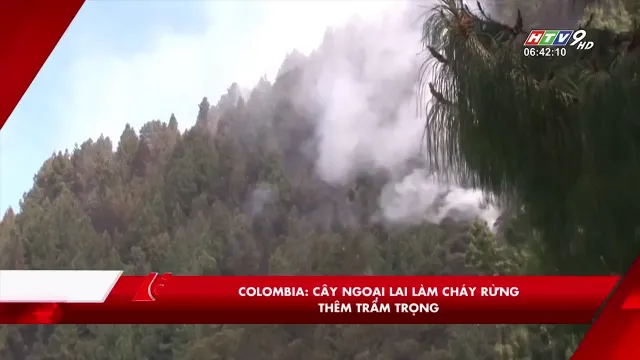 HTV9 HD
06:42:10
COLOMBIA: CÂY NGOẠI LAI LÀM CHÁY RỪNG
THÊM TRẦM TRỌNG